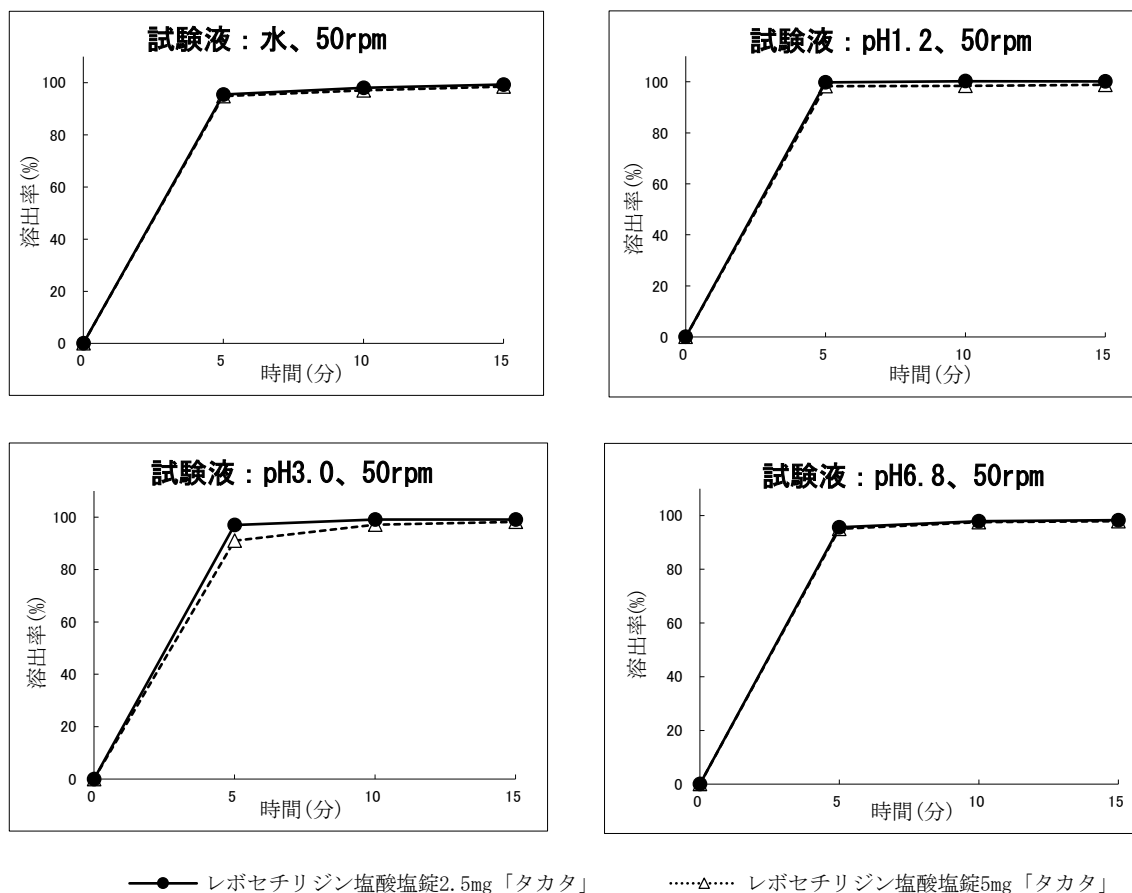 試験液：水、50rpm
溶出率(%)
100
80
60
40
20
0
0 5 10 15
時間(分)
試験液：pH1.2、50rpm
溶出率(%)
100
80
60
40
20
0
0 5 10 15
時間(分)
試験液：pH3.0、50rpm
溶出率(%)
100
80
60
40
20
0
0 5 10 15
時間(分)
試験液：pH6.8、50rpm
溶出率(%)
100
80
60
40
20
0
0 5 10 15
時間(分)
レボセチリジン塩酸塩錠2.5mg「タカタ」 レボセチリジン塩酸塩錠5mg「タカタ」